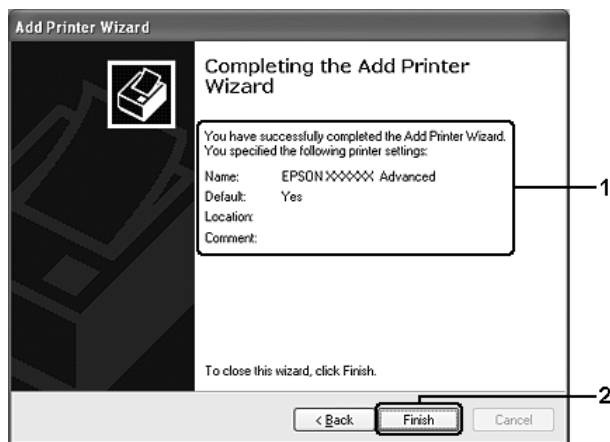 Add Printer Wizard
Completing the Add Printer
Wizard
You have successfully completed the Add Printer Wizard.
You specified the following printer settings:
Name: EPSON XXXXXX Advanced
Default: Yes
Location:
Comment:
1
To close this wizard, click Finish.
2
< Back Finish Cancel